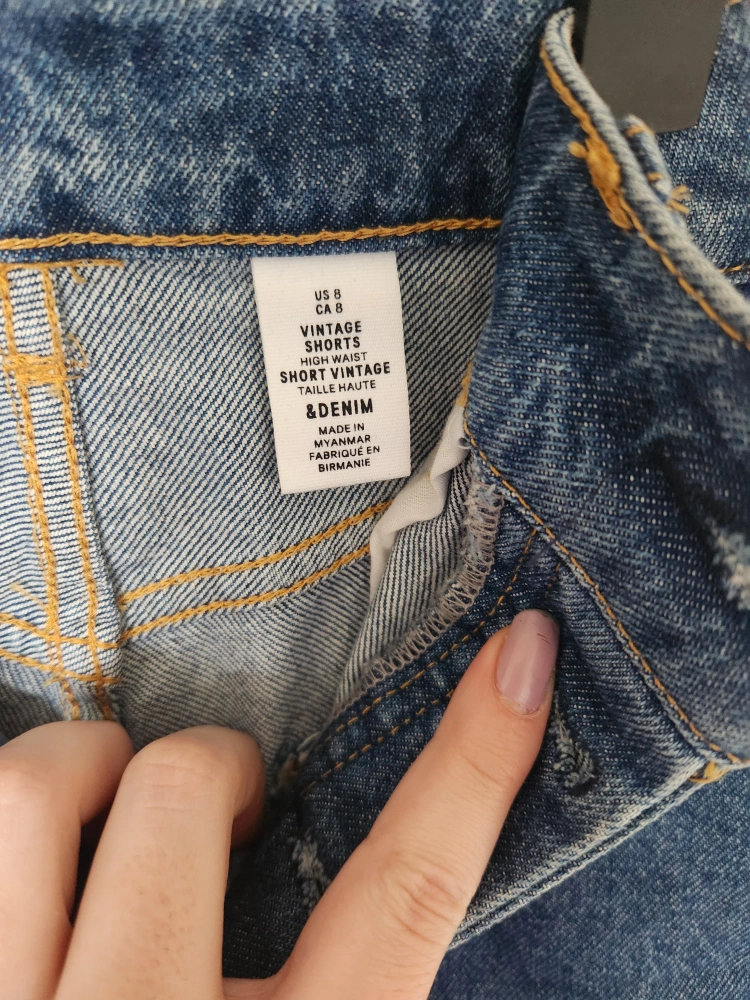 US 8
CA 8
VINTAGE
SHORTS
HIGH WAIST
SHORT VINTAGE
TAILLE HAUTE
&DENIM
MADE IN
MYANMAR
FABRIQUÉ EN
BIRMANIE